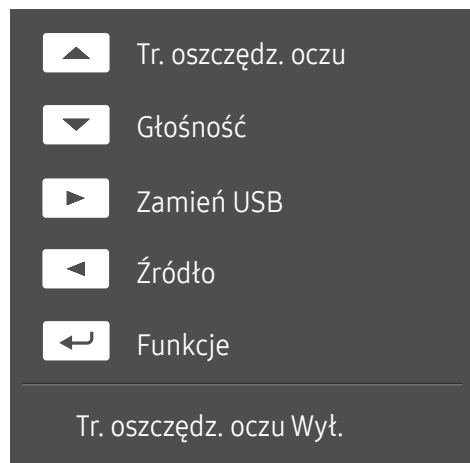 Tr. oszczędz. oczu
Głośność
Zamień USB
Źródło
Funkcje
Tr. oszczędz. oczu Wył.